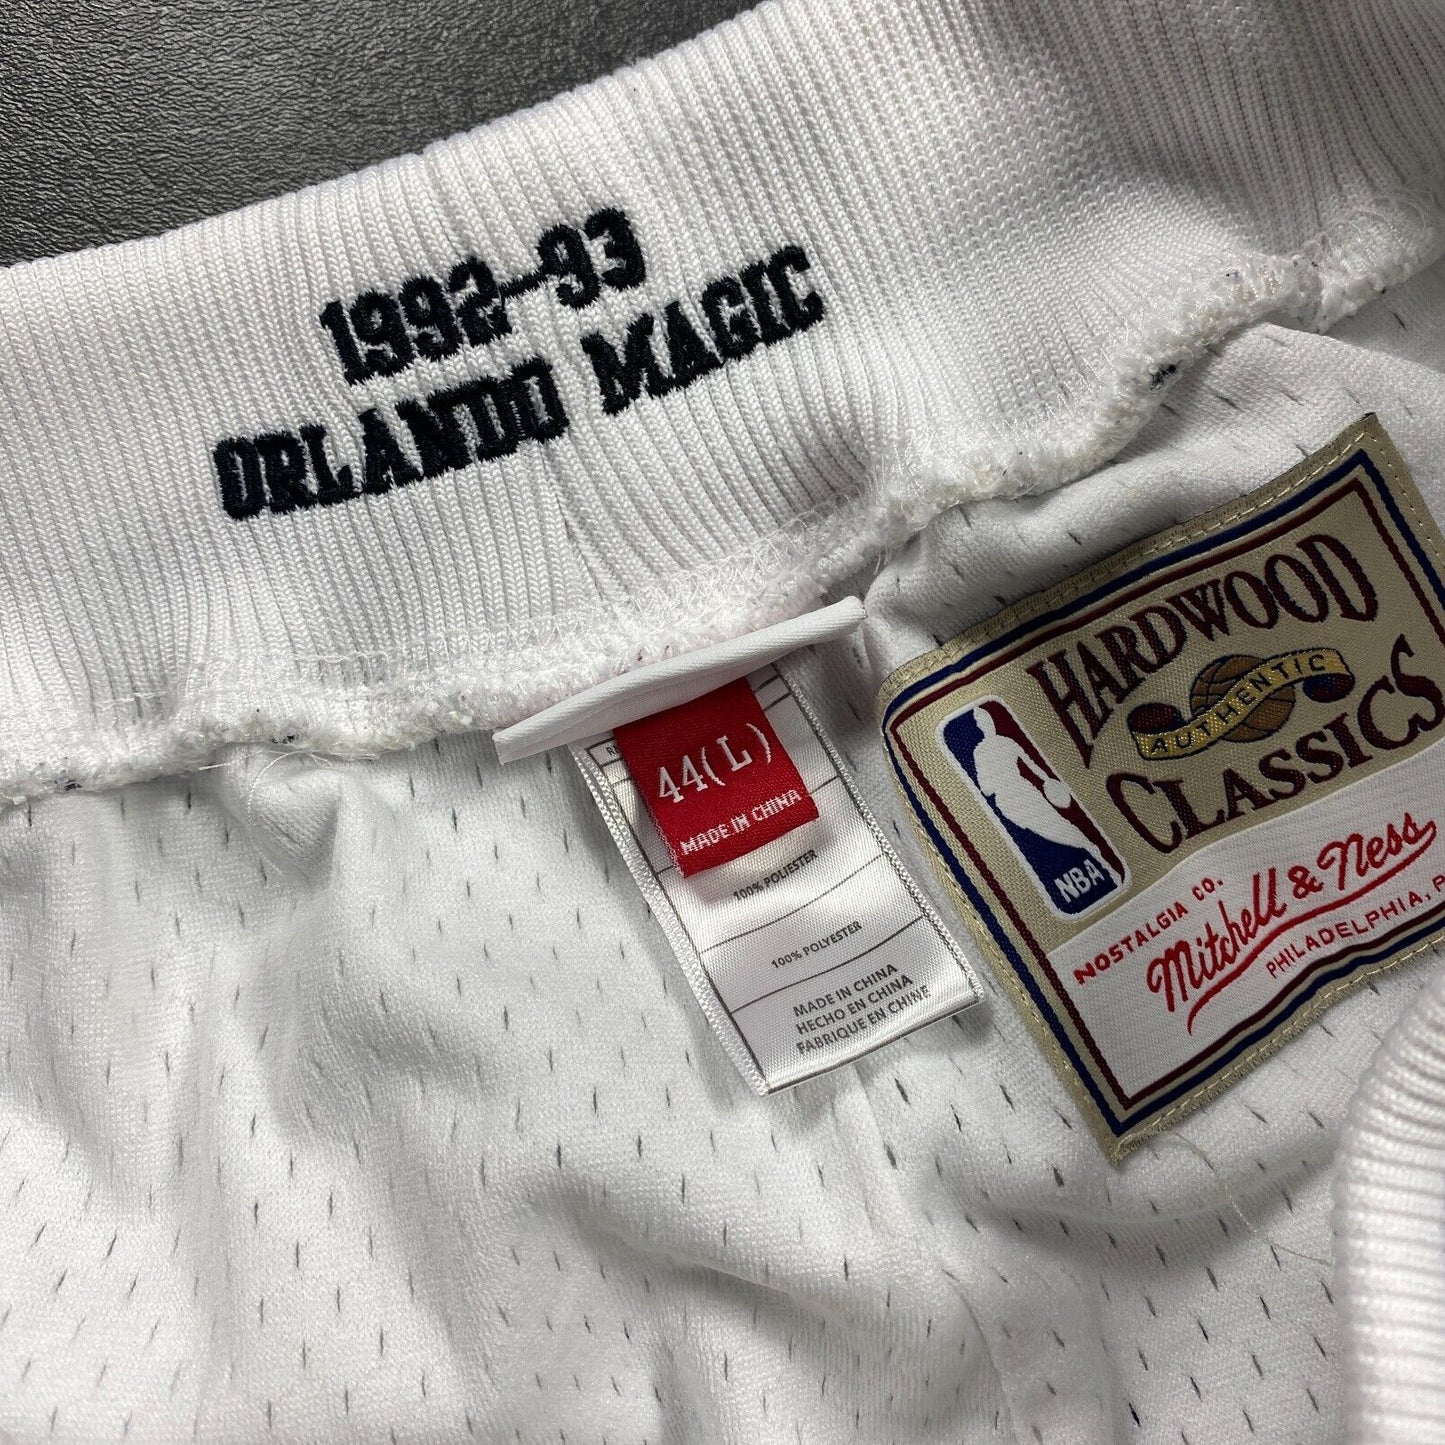 1992-93
ORLANDO MAGIC
44(L)
MADE IN CHINA
100% POLIESTER
100% POLYESTER
MADE IN CHINA
HECHO EN CHINA
FABRIQUE EN CHINE
HARDWOOD
AUTHENTIC
CLASSICS
NBA
NOSTALGIA CO.
Mitchell & Ness
PHILADELPHIA, P